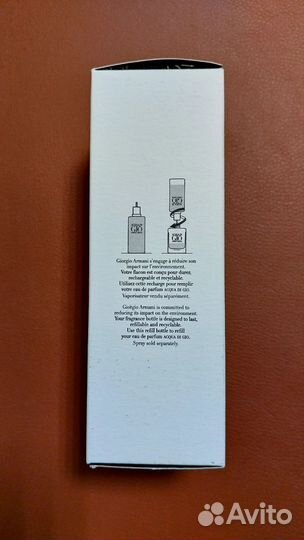 Giorgio Armani s'engage à réduire son
impact sur l'environnement.
Votre flacon est conçu pour durer,
rechargeable et recyclable.
Utilisez cette recharge pour remplir
votre eau de parfum ACQUA DI GIO.
Vaporisateur vendu séparément.
Giorgio Armani is committed to
reducing its impact on the environment.
Your fragrance bottle is designed to last,
refillable and recyclable.
Use this refill bottle to refill
your eau de parfum ACQUA DI GIO.
Spray sold separately.
Avito